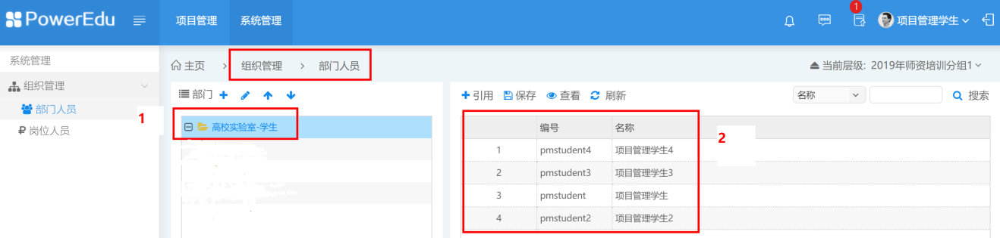 PowerEdu 项目管理 系统管理 1 项目管理学生
系统管理
主页 > 组织管理 > 部门人员 当前层级: 2019年师资培训分组1
组织管理
部门人员
岗位人员
1
部门
高校实验室-学生
引用 保存 查看 刷新 名称 搜索
编号 名称
1 pmstudent4 项目管理学生4
2 pmstudent3 项目管理学生3
3 pmstudent 项目管理学生
4 pmstudent2 项目管理学生2
2